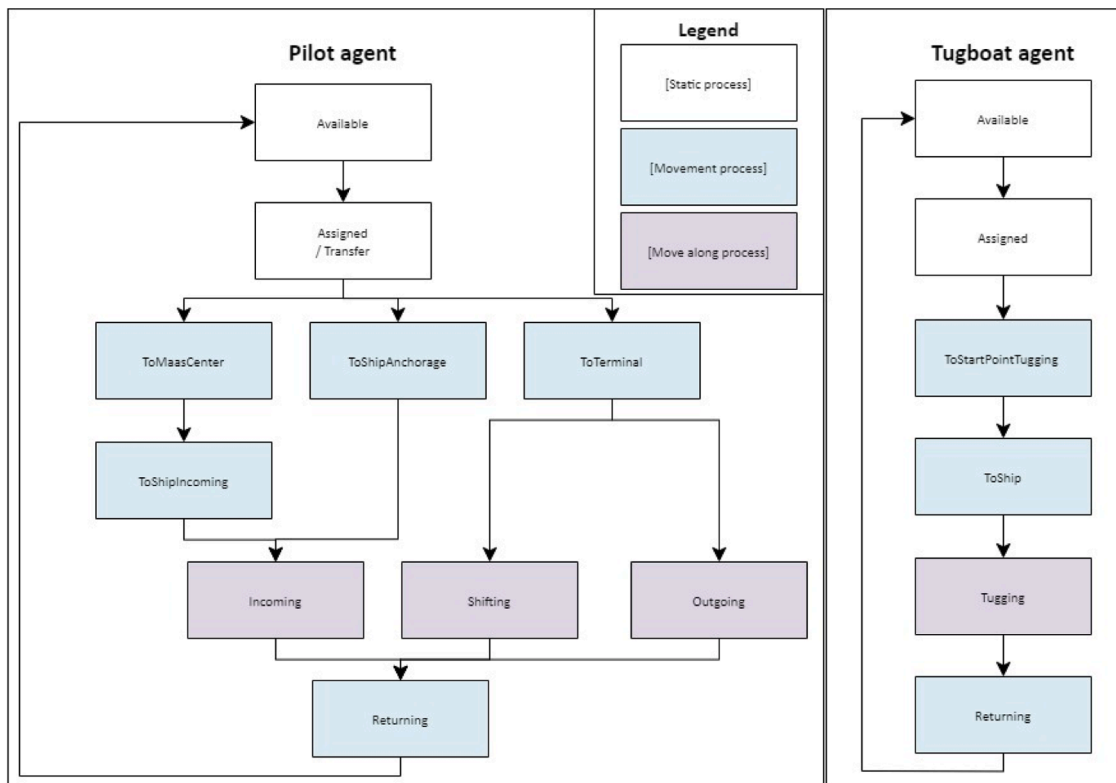 Pilot agent
Available
Assigned
/ Transfer
ToMaasCenter
ToShipAnchorage
ToTerminal
ToShipIncoming
Incoming
Shifting
Outgoing
Returning
Legend
[Static process]
[Movement process]
[Move along process]
Tugboat agent
Available
Assigned
ToStartPointTugging
ToShip
Tugging
Returning